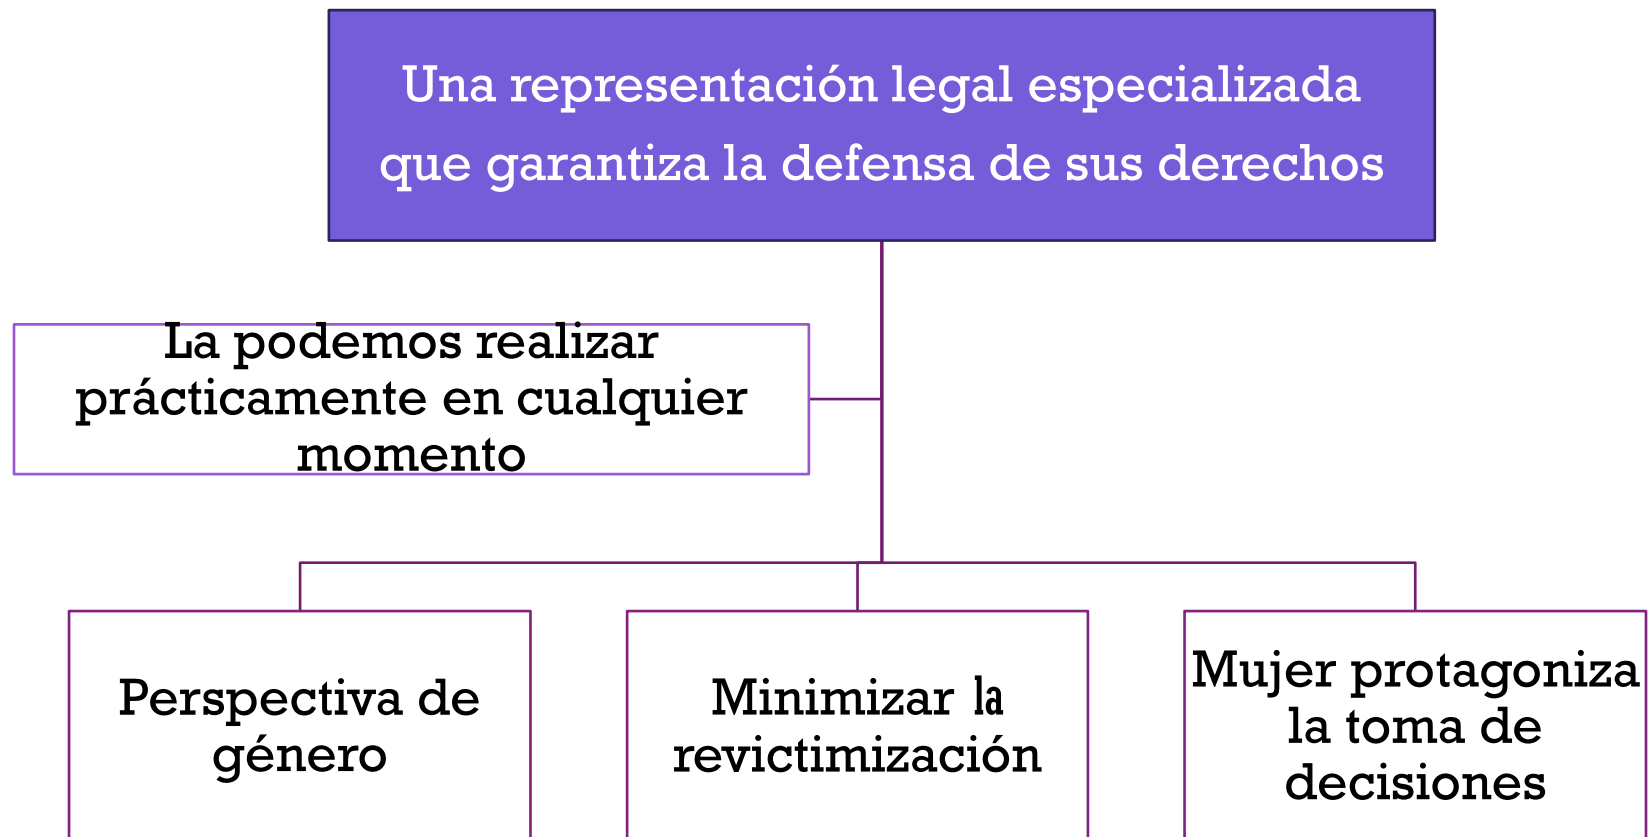 Una representación legal especializada
que garantiza la defensa de sus derechos
La podemos realizar
prácticamente en cualquier
momento
Perspectiva de
género
Minimizar la
revictimización
Mujer protagoniza
la toma de
decisiones